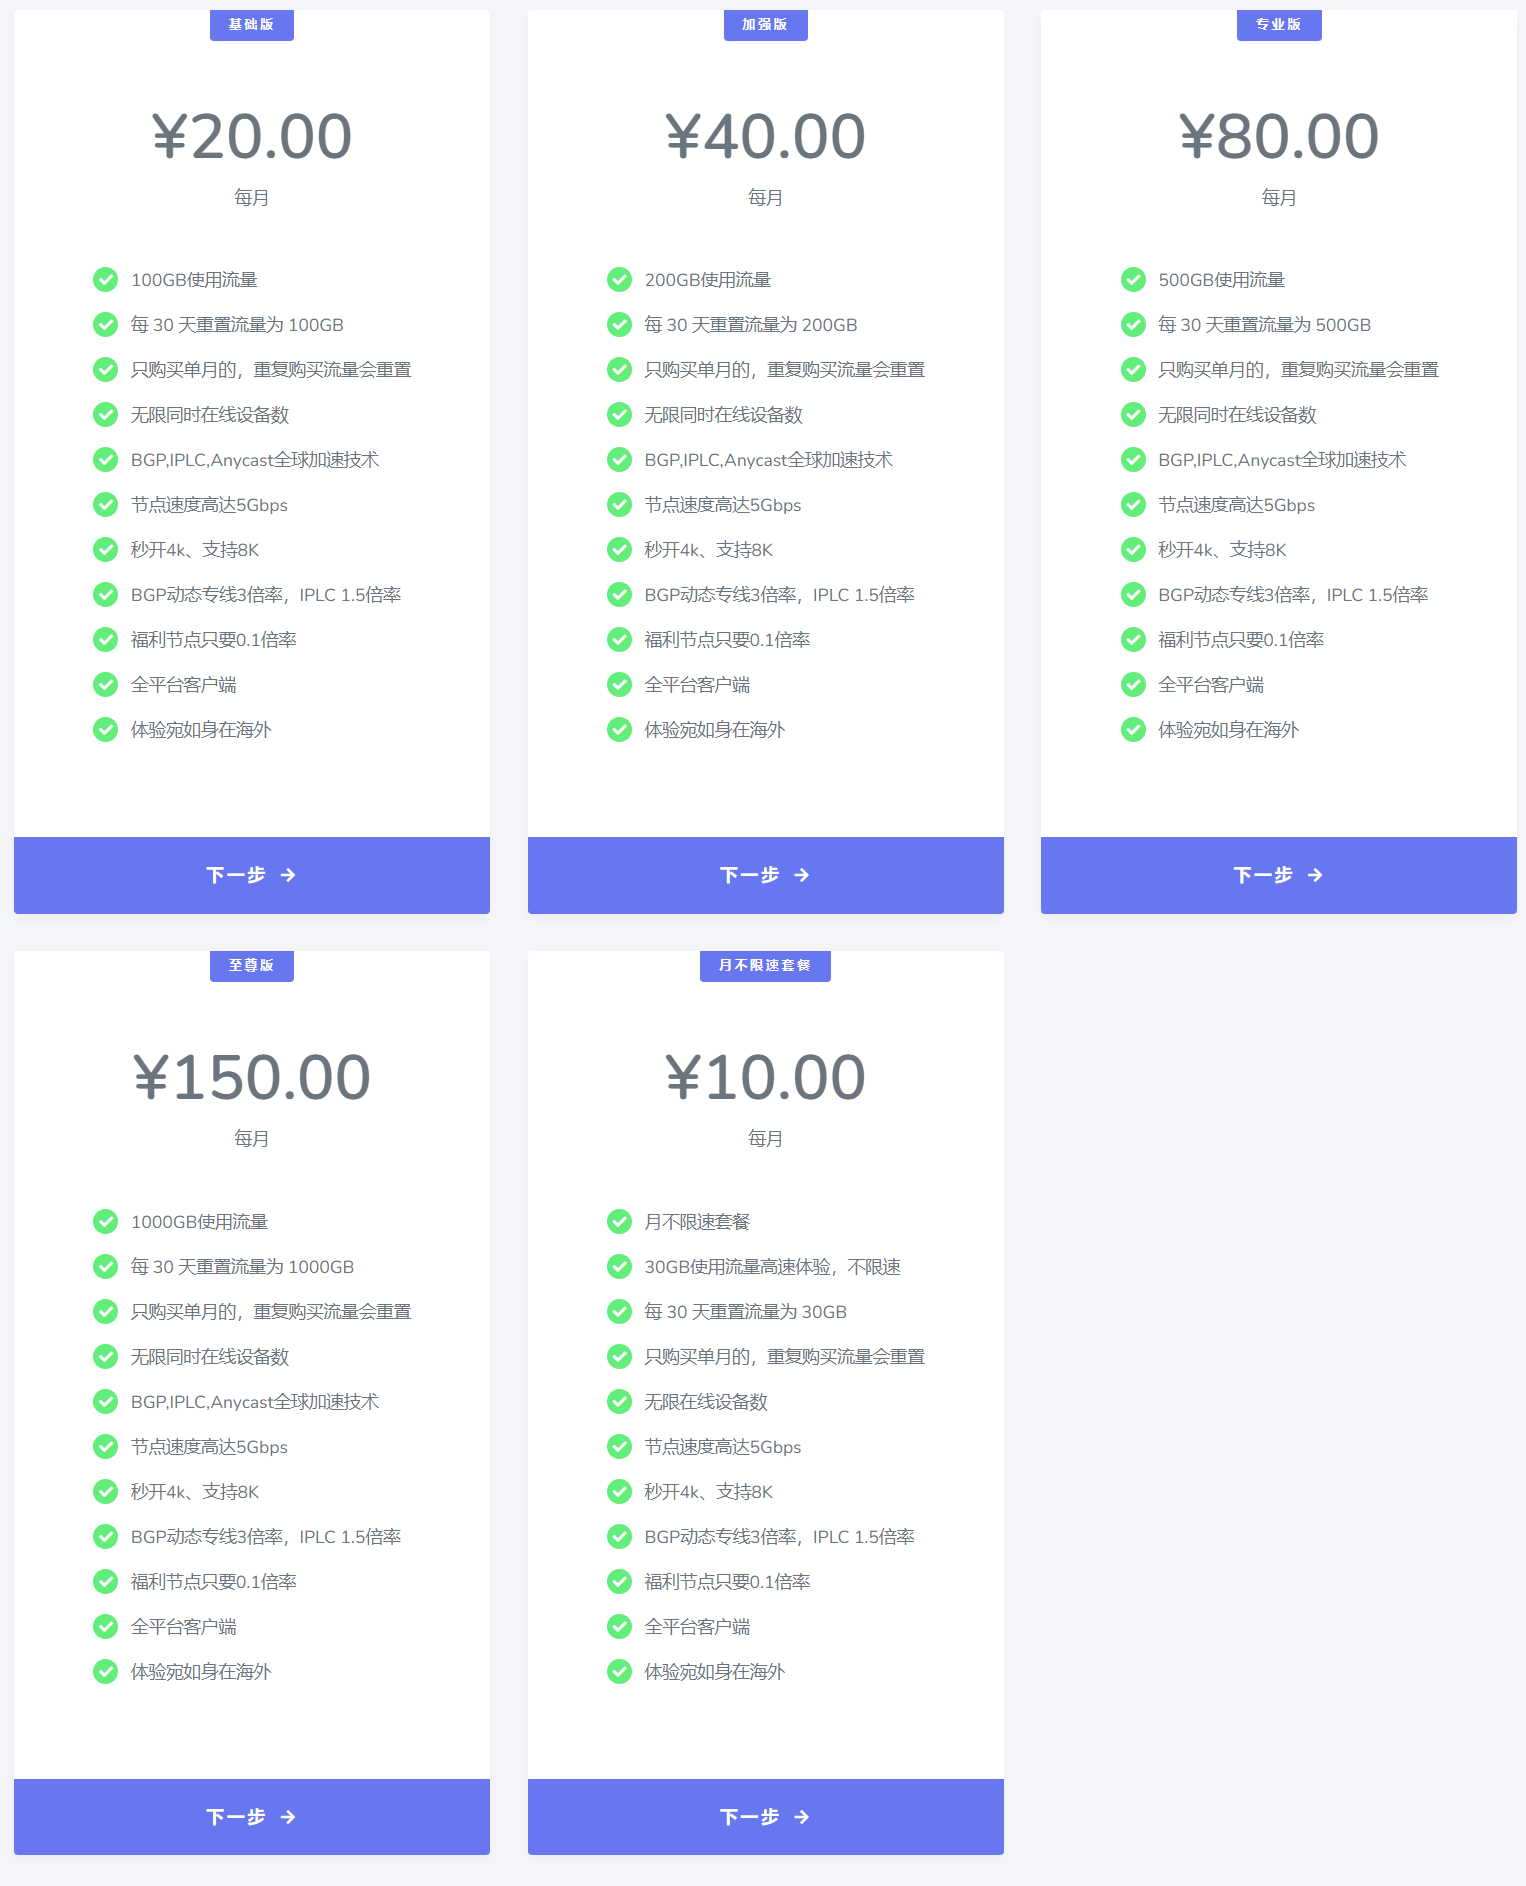 基础版
¥20.00
每月
100GB使用流量
每 30 天重置流量为 100GB
只购买单月的，重复购买流量会重置
无限同时在线设备数
BGP,IPLC,Anycast全球加速技术
节点速度高达5Gbps
秒开4k、支持8K
BGP动态专线3倍率，IPLC 1.5倍率
福利节点只要0.1倍率
全平台客户端
体验宛如身在海外
下一步 →
加强版
¥40.00
每月
200GB使用流量
每 30 天重置流量为 200GB
只购买单月的，重复购买流量会重置
无限同时在线设备数
BGP,IPLC,Anycast全球加速技术
节点速度高达5Gbps
秒开4k、支持8K
BGP动态专线3倍率，IPLC 1.5倍率
福利节点只要0.1倍率
全平台客户端
体验宛如身在海外
下一步 →
专业版
¥80.00
每月
500GB使用流量
每 30 天重置流量为 500GB
只购买单月的，重复购买流量会重置
无限同时在线设备数
BGP,IPLC,Anycast全球加速技术
节点速度高达5Gbps
秒开4k、支持8K
BGP动态专线3倍率，IPLC 1.5倍率
福利节点只要0.1倍率
全平台客户端
体验宛如身在海外
下一步 →
至尊版
¥150.00
每月
1000GB使用流量
每 30 天重置流量为 1000GB
只购买单月的，重复购买流量会重置
无限同时在线设备数
BGP,IPLC,Anycast全球加速技术
节点速度高达5Gbps
秒开4k、支持8K
BGP动态专线3倍率，IPLC 1.5倍率
福利节点只要0.1倍率
全平台客户端
体验宛如身在海外
下一步 →
月不限速套餐
¥10.00
每月
月不限速套餐
30GB使用流量高速体验，不限速
每 30 天重置流量为 30GB
只购买单月的，重复购买流量会重置
无限在线设备数
节点速度高达5Gbps
秒开4k、支持8K
BGP动态专线3倍率，IPLC 1.5倍率
福利节点只要0.1倍率
全平台客户端
体验宛如身在海外
下一步 →